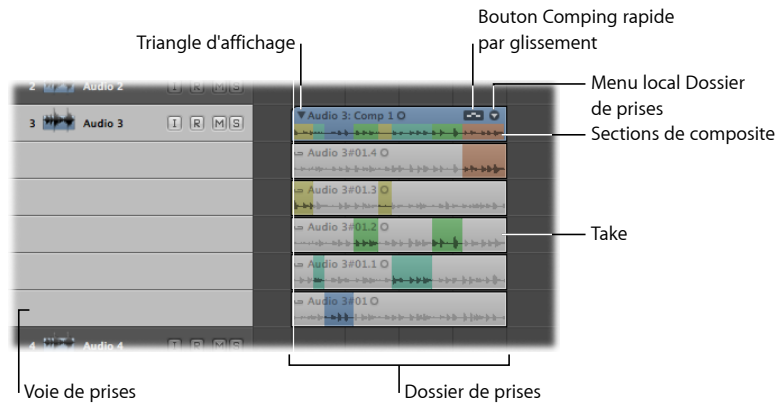 Bouton Comping rapide
par glissement
Triangle d'affichage
Menu local Dossier
de prises
2 Audio 2 I R M S
3 Audio 3 I R M S
Audio 3: Comp 1
Sections de composite
Audio 3#01.4
Audio 3#01.3
Audio 3#01.2
Take
Audio 3#01.1
Audio 3#01
4 Audio 4 I R M S
Voie de prises
Dossier de prises